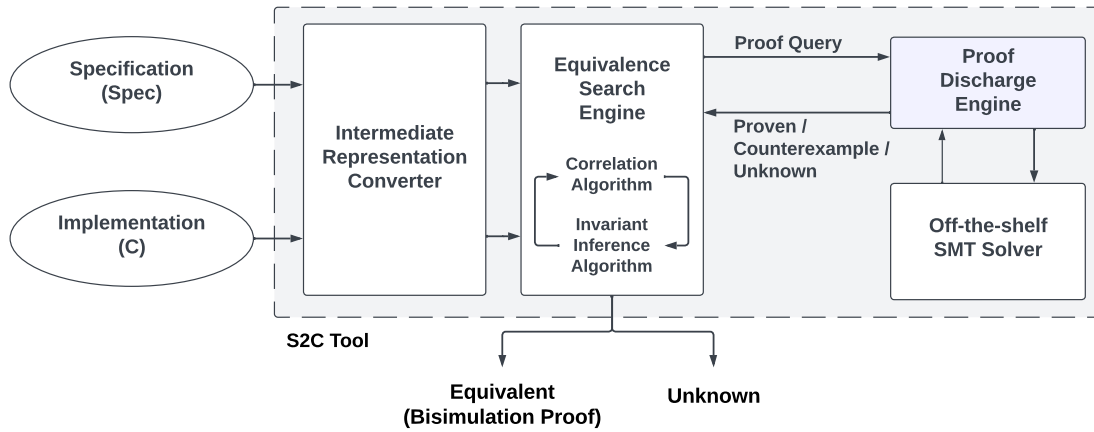 Specification
(Spec)
Implementation
(C)
Intermediate
Representation
Converter
Equivalence
Search
Engine
Correlation
Algorithm
Invariant
Inference
Algorithm
Proof Query
Proven /
Counterexample /
Unknown
Proof
Discharge
Engine
Off-the-shelf
SMT Solver
S2C Tool
Equivalent
(Bisimulation Proof)
Unknown